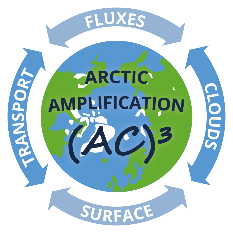 FLUXES
TRANSPORT
ARCTIC
AMPLIFICATION
(AC)³
CLOUDS
SURFACE